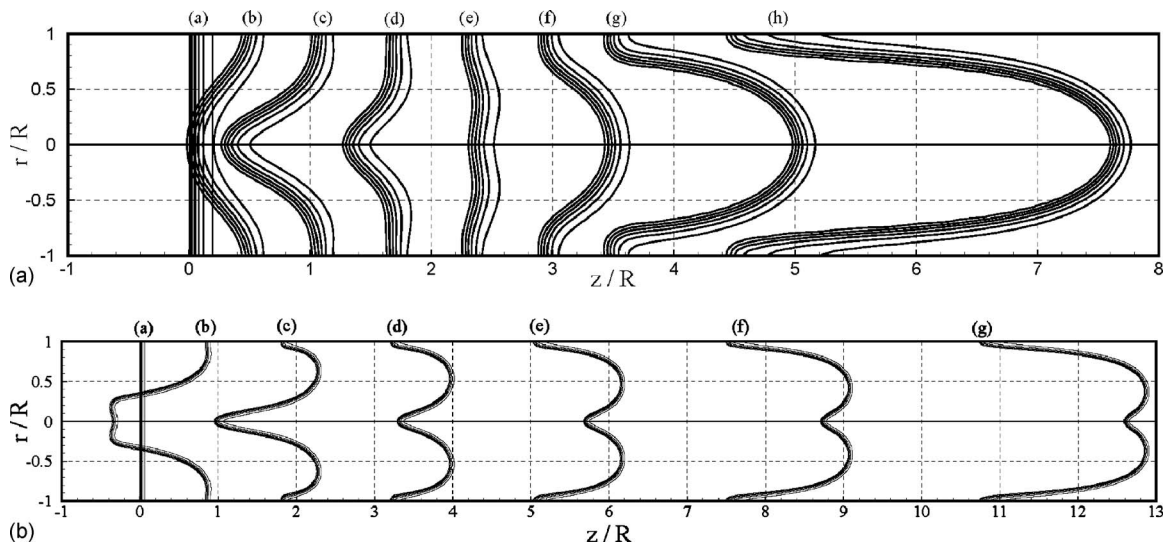 (a) (b) (c) (d) (e) (f) (g) (h)
1
0.5
0
-0.5
-1
r / R
-1 0 1 2 3 4 5 6 7 8
(a) z / R
(a) (b) (c) (d) (e) (f) (g)
1
0.5
0
-0.5
-1
r / R
-1 0 1 2 3 4 5 6 7 8 9 10 11 12 13
(b) z / R